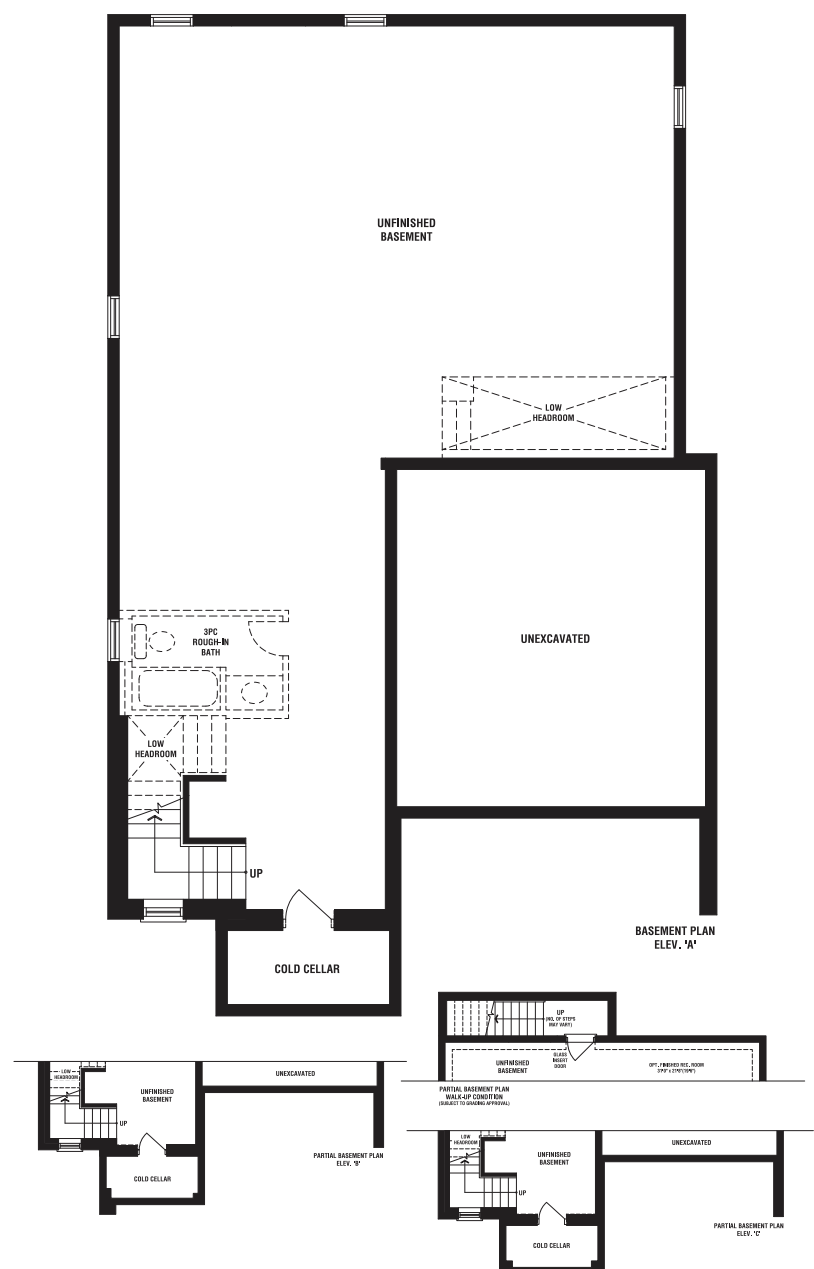 UNFINISHED
BASEMENT
LOW
HEADROOM
UNEXCAVATED
3PC
ROUGH-IN
BATH
LOW
HEADROOM
UP
COLD CELLAR
BASEMENT PLAN
ELEV. 'A'
UP
(NO. OF STEPS
MAY VARY)
GLASS
INSERT
DOOR
UNFINISHED
BASEMENT
OPT. FINISHED REC. ROOM
PARTIAL BASEMENT PLAN
WALK-UP CONDITION
(SUBJECT TO GRADING APPROVAL)
LOW
HEADROOM
UNFINISHED
BASEMENT
UNEXCAVATED
UP
COLD CELLAR
PARTIAL BASEMENT PLAN
ELEV. 'B'
LOW
HEADROOM
UNFINISHED
BASEMENT
UNEXCAVATED
UP
COLD CELLAR
PARTIAL BASEMENT PLAN
ELEV. 'C'